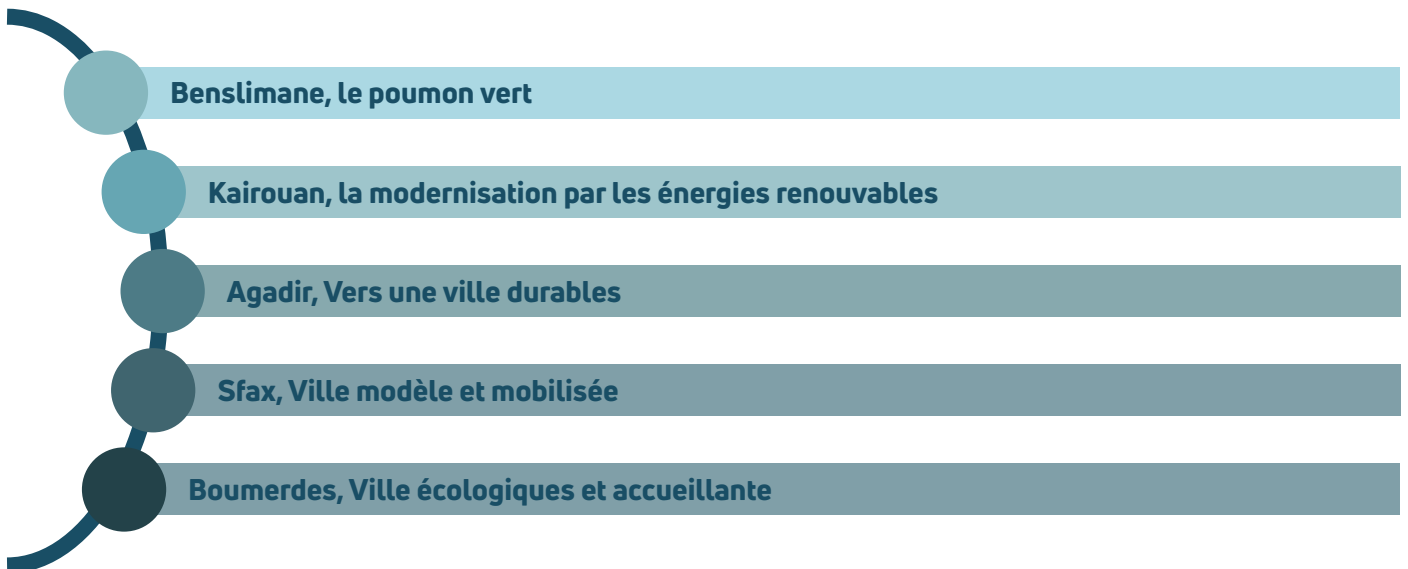 Benslimane, le poumon vert
Kairouan, la modernisation par les énergies renouvables
Agadir, Vers une ville durables
Sfax, Ville modèle et mobilisée
Boumerdes, Ville écologiques et accueillante